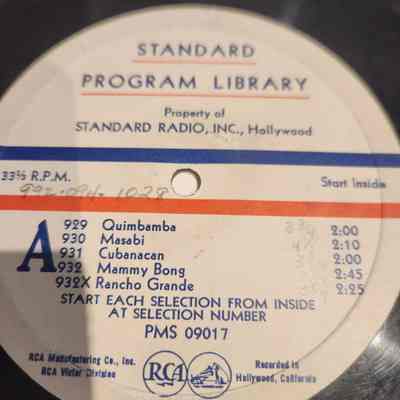 STANDARD
PROGRAM LIBRARY
Property of
STANDARD RADIO, INC., Hollywood
33⅓ R.P.M. Start Inside
A
929 Quimbamba 2:00
930 Masabi 2:10
931 Cubanacan 2:00
932 Mammy Bong 2:45
932X Rancho Grande 2:25
START EACH SELECTION FROM INSIDE
AT SELECTION NUMBER
PMS 09017
RCA Manufacturing Co., Inc.
RCA Victor Division
RCA
Recorded in
Hollywood, California